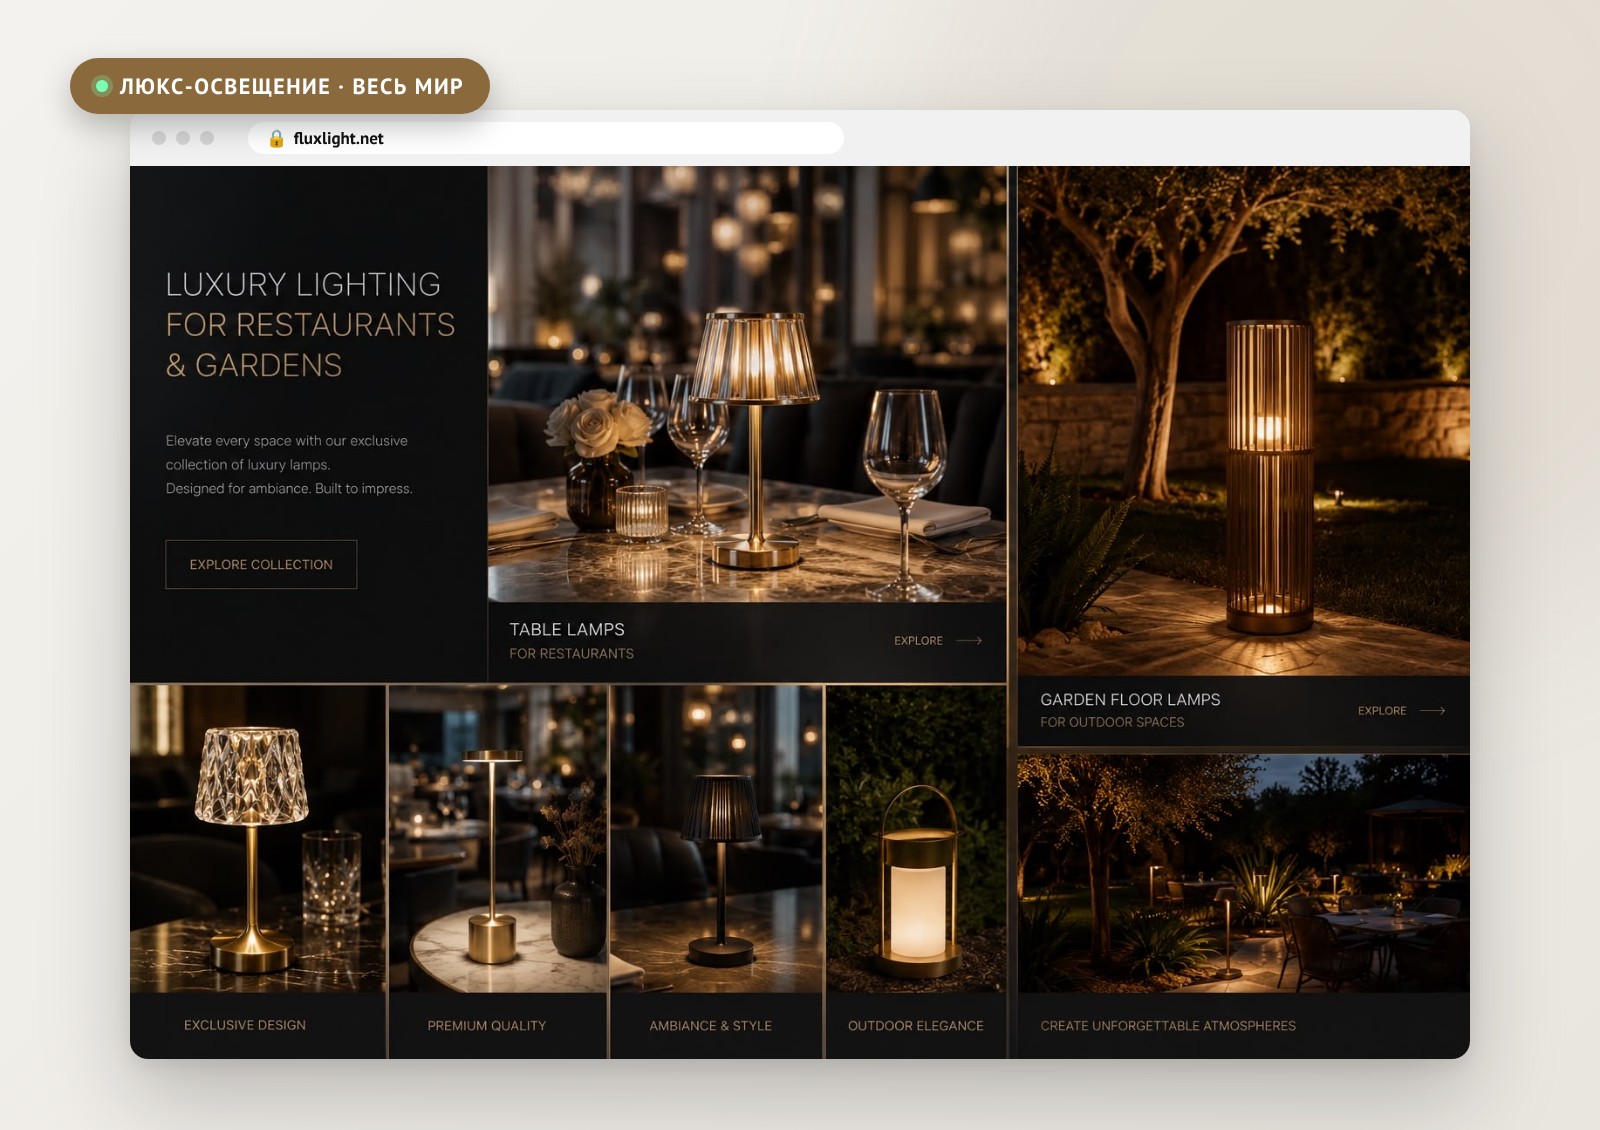 ЛЮКС-ОСВЕЩЕНИЕ · ВЕСЬ МИР
fluxlight.net
LUXURY LIGHTING
FOR RESTAURANTS
& GARDENS
Elevate every space with our exclusive
collection of luxury lamps.
Designed for ambiance. Built to impress.
EXPLORE COLLECTION
TABLE LAMPS
FOR RESTAURANTS
EXPLORE
GARDEN FLOOR LAMPS
FOR OUTDOOR SPACES
EXPLORE
EXCLUSIVE DESIGN
PREMIUM QUALITY
AMBIANCE & STYLE
OUTDOOR ELEGANCE
CREATE UNFORGETTABLE ATMOSPHERES